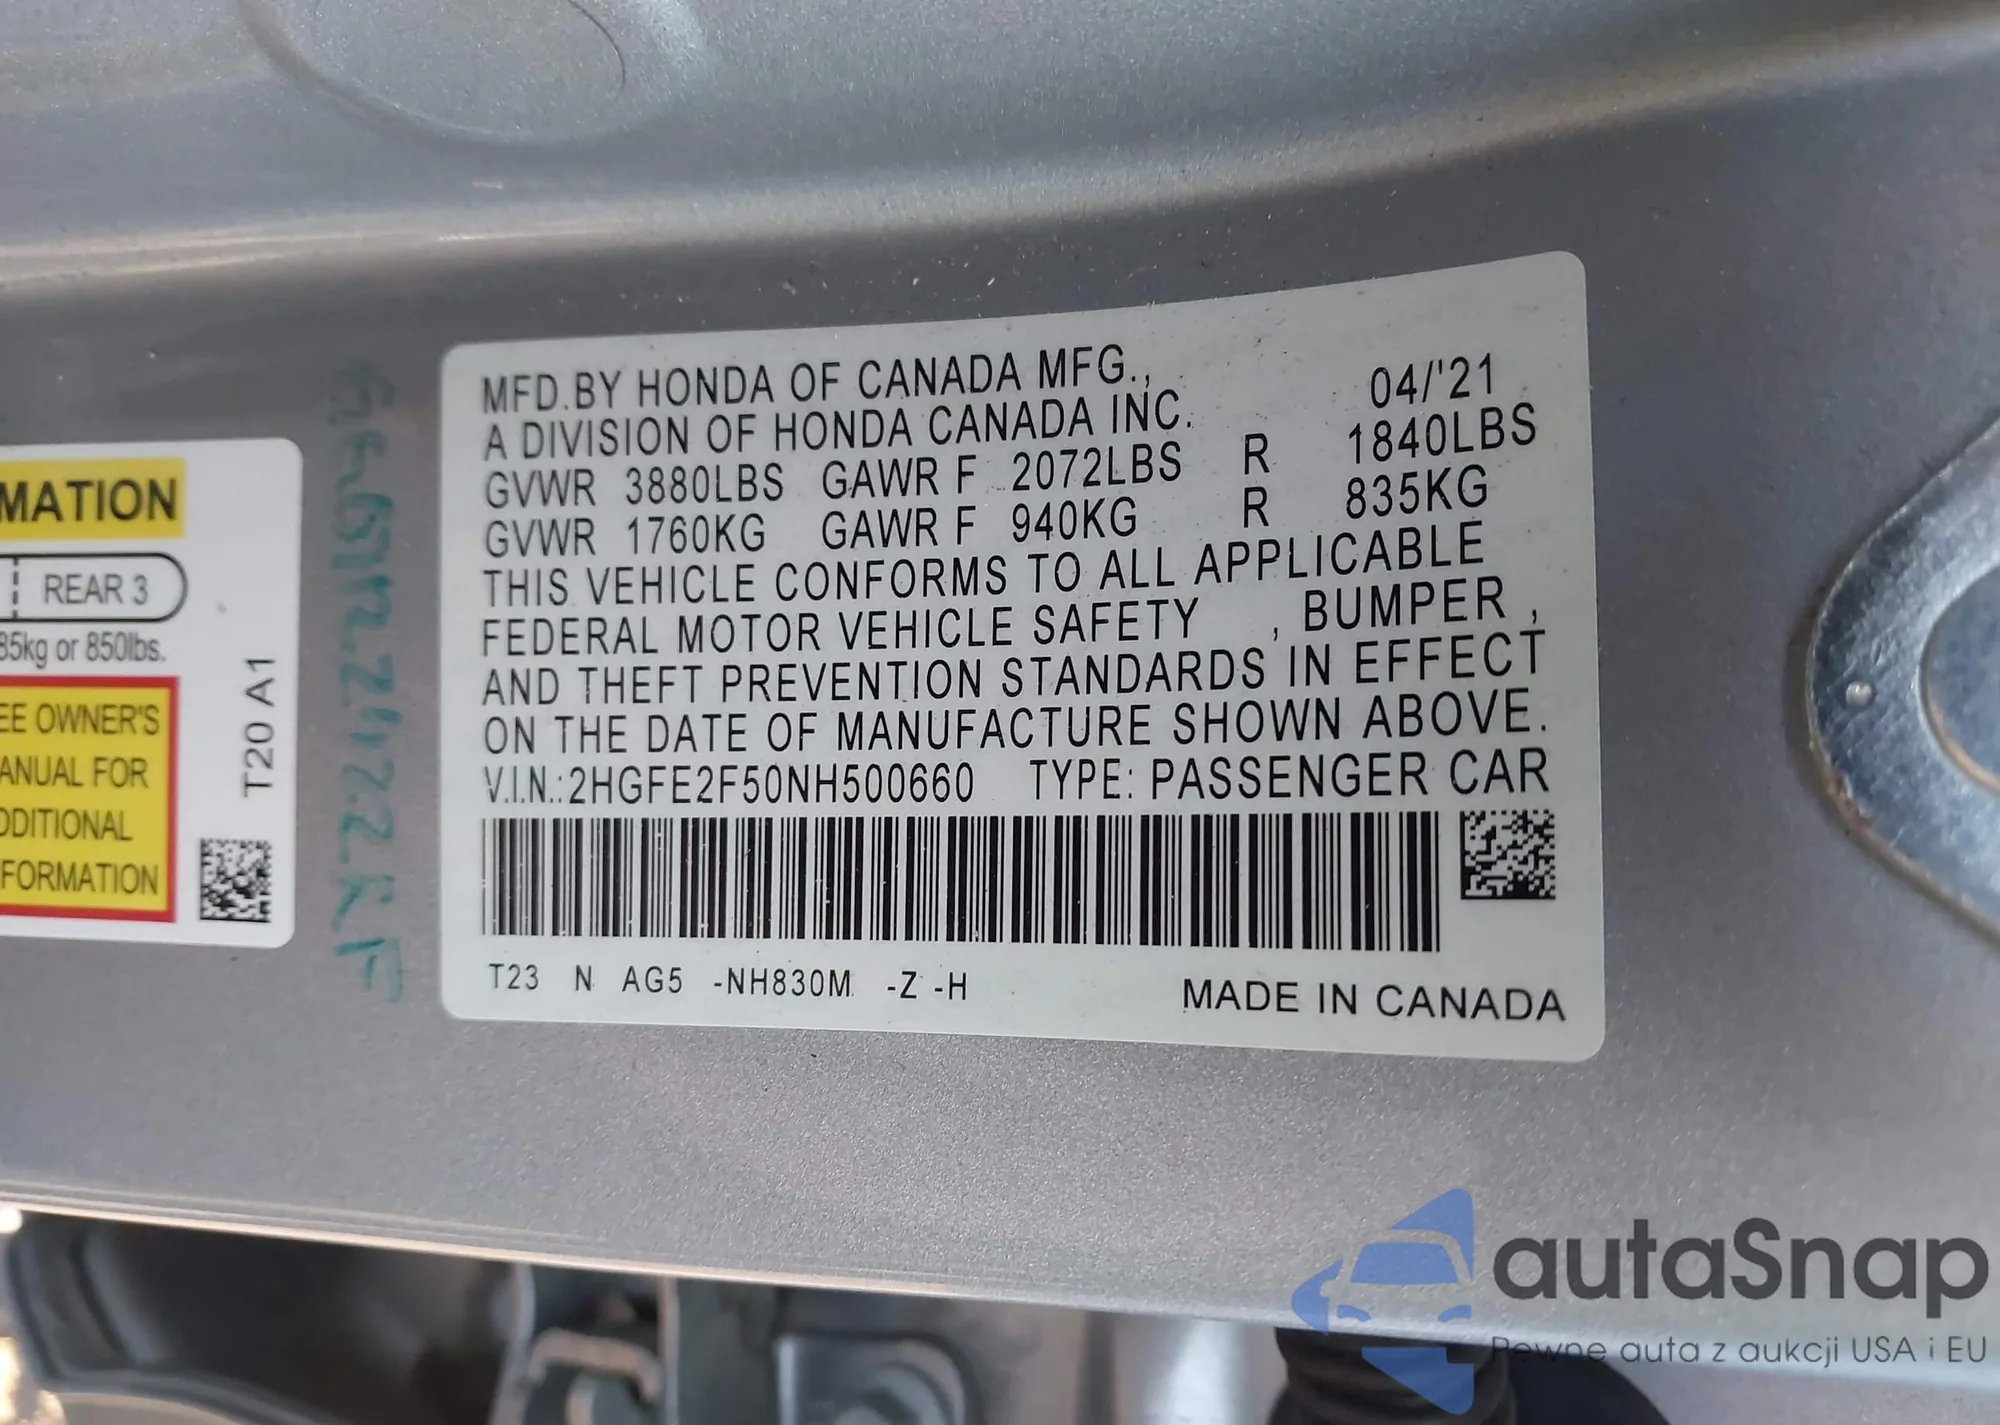 MATION
REAR 3
85kg or 850lbs.
EE OWNER'S
ANUAL FOR
DDITIONAL
FORMATION
T20 A1
MFD.BY HONDA OF CANADA MFG., 04/'21
A DIVISION OF HONDA CANADA INC.
GVWR 3880LBS GAWR F 2072LBS R 1840LBS
GVWR 1760KG GAWR F 940KG R 835KG
THIS VEHICLE CONFORMS TO ALL APPLICABLE
FEDERAL MOTOR VEHICLE SAFETY , BUMPER ,
AND THEFT PREVENTION STANDARDS IN EFFECT
ON THE DATE OF MANUFACTURE SHOWN ABOVE.
V.I.N.:2HGFE2F50NH500660 TYPE: PASSENGER CAR
T23 N AG5 -NH830M -Z -H MADE IN CANADA
autaSnap
Pewne auta z aukcji USA i EU